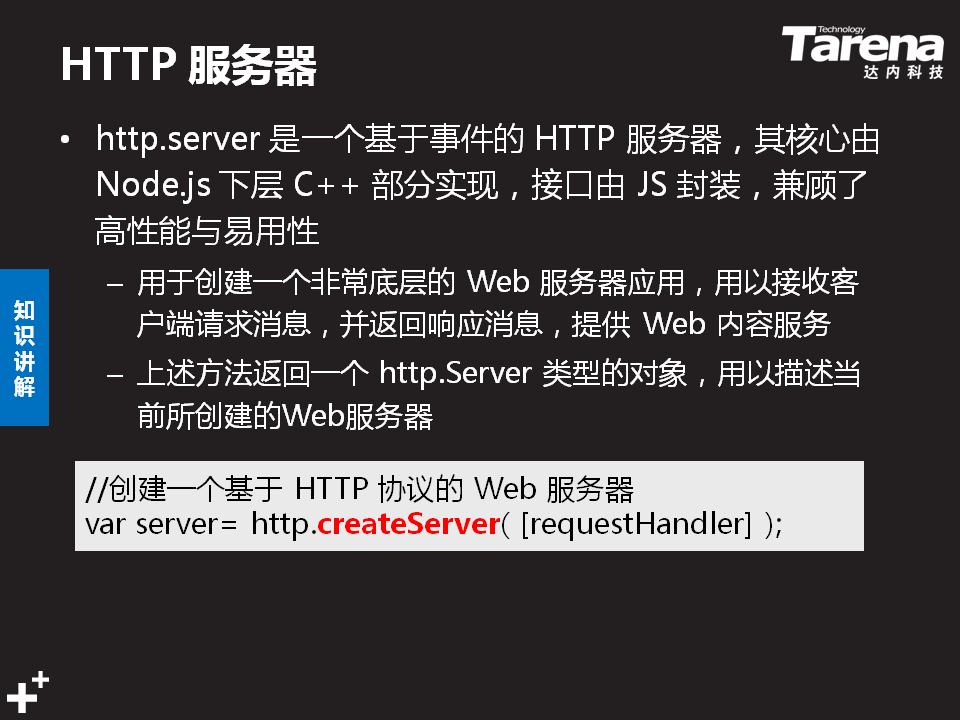 HTTP 服务器
Technology
Tarena
达内科技
• http.server 是一个基于事件的 HTTP 服务器，其核心由
Node.js 下层 C++ 部分实现，接口由 JS 封装，兼顾了
高性能与易用性
– 用于创建一个非常底层的 Web 服务器应用，用以接收客
户端请求消息，并返回响应消息，提供 Web 内容服务
– 上述方法返回一个 http.Server 类型的对象，用以描述当
前所创建的Web服务器
知识讲解
//创建一个基于 HTTP 协议的 Web 服务器
var server= http.createServer( [requestHandler] );